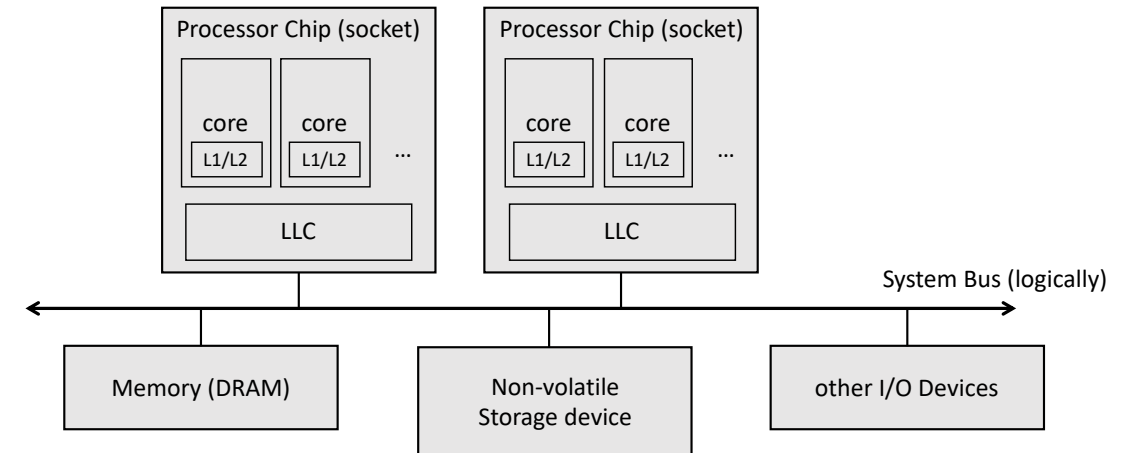 Processor Chip (socket)
core
L1/L2
core
L1/L2
...
LLC
Processor Chip (socket)
core
L1/L2
core
L1/L2
...
LLC
System Bus (logically)
Memory (DRAM)
Non-volatile
Storage device
other I/O Devices